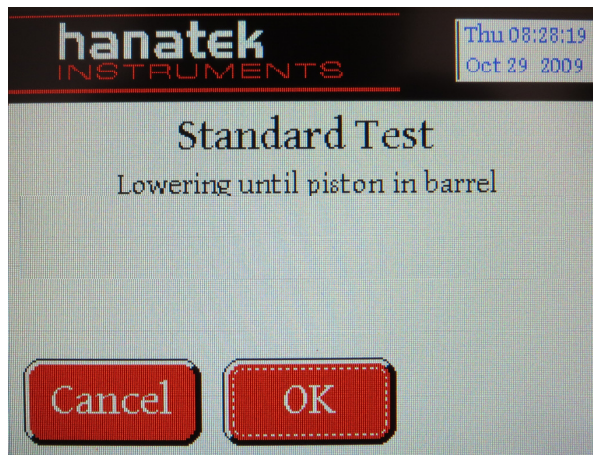 hanatek
INSTRUMENTS
Thu 08:28:19
Oct 29 2009
Standard Test
Lowering until piston in barrel
Cancel
OK